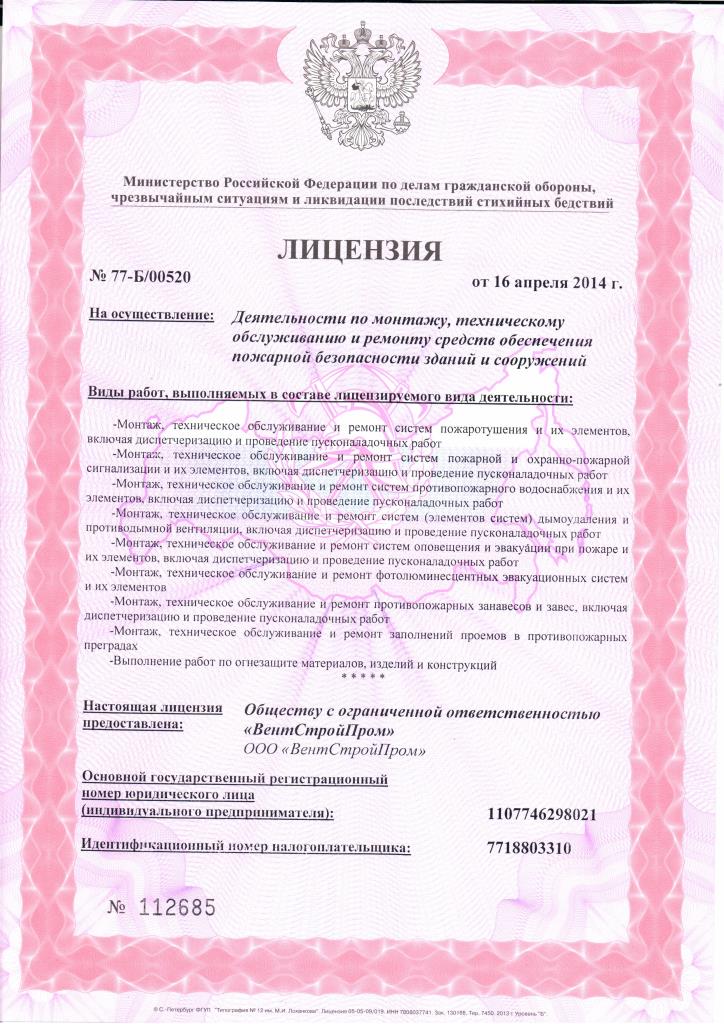 Министерство Российской Федерации по делам гражданской обороны,
чрезвычайным ситуациям и ликвидации последствий стихийных бедствий
ЛИЦЕНЗИЯ
№ 77-Б/00520
от 16 апреля 2014 г.
На осуществление: Деятельности по монтажу, техническому
обслуживанию и ремонту средств обеспечения
пожарной безопасности зданий и сооружений
Виды работ, выполняемых в составе лицензируемого вида деятельности:
-Монтаж, техническое обслуживание и ремонт систем пожаротушения и их элементов,
включая диспетчеризацию и проведение пусконаладочных работ
-Монтаж, техническое обслуживание и ремонт систем пожарной и охранно-пожарной
сигнализации и их элементов, включая диспетчеризацию и проведение пусконаладочных работ
-Монтаж, техническое обслуживание и ремонт систем противопожарного водоснабжения и их
элементов, включая диспетчеризацию и проведение пусконаладочных работ
-Монтаж, техническое обслуживание и ремонт систем (элементов систем) дымоудаления и
противодымной вентиляции, включая диспетчеризацию и проведение пусконаладочных работ
-Монтаж, техническое обслуживание и ремонт систем оповещения и эвакуации при пожаре и
их элементов, включая диспетчеризацию и проведение пусконаладочных работ
-Монтаж, техническое обслуживание и ремонт фотолюминесцентных эвакуационных систем
и их элементов
-Монтаж, техническое обслуживание и ремонт противопожарных занавесов и завес, включая
диспетчеризацию и проведение пусконаладочных работ
-Монтаж, техническое обслуживание и ремонт заполнений проемов в противопожарных
преградах
-Выполнение работ по огнезащите материалов, изделий и конструкций
* * * * *
Настоящая лицензия
предоставлена:
Обществу с ограниченной ответственностью
«ВентСтройПром»
ООО «ВентСтройПром»
Основной государственный регистрационный
номер юридического лица
(индивидуального предпринимателя): 1107746298021
Идентификационный номер налогоплательщика: 7718803310
№ 112685
© С.-Петербург ФГУП "Типография № 12 им. М.И. Лоханкова". Лицензия 05-05-09/019. ИНН 7808037741. Зак. 130168. Тир. 7450. 2013 г. Уровень "Б".